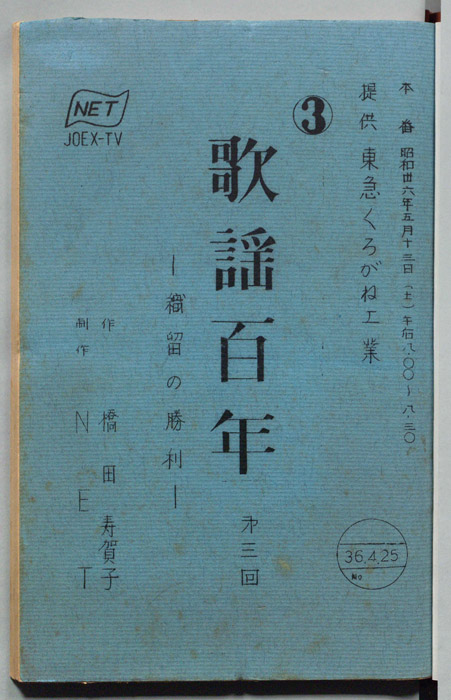 本番 昭和卅六年五月十三日（土）午后八.〇〇～八.三〇
提供 東急くろがね工業
3
歌謡百年
第三回
―織留の勝利―
作 橋田寿賀子
制作 NET
NET
JOEX-TV
36.4.25
No